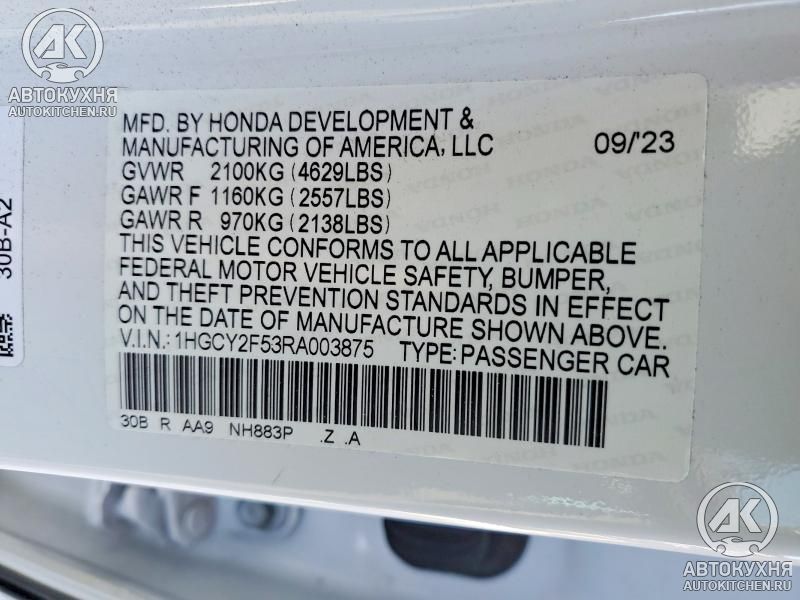 AK
АВТОКУХНЯ
AUTOKITCHEN.RU
30B-A2
MFD. BY HONDA DEVELOPMENT &
MANUFACTURING OF AMERICA, LLC 09/'23
GVWR 2100KG (4629LBS)
GAWR F 1160KG (2557LBS)
GAWR R 970KG (2138LBS)
THIS VEHICLE CONFORMS TO ALL APPLICABLE
FEDERAL MOTOR VEHICLE SAFETY, BUMPER,
AND THEFT PREVENTION STANDARDS IN EFFECT
ON THE DATE OF MANUFACTURE SHOWN ABOVE.
V.I.N.: 1HGCY2F53RA003875 TYPE: PASSENGER CAR
30B R AA9 NH883P .Z .A
AK
АВТОКУХНЯ
AUTOKITCHEN.RU